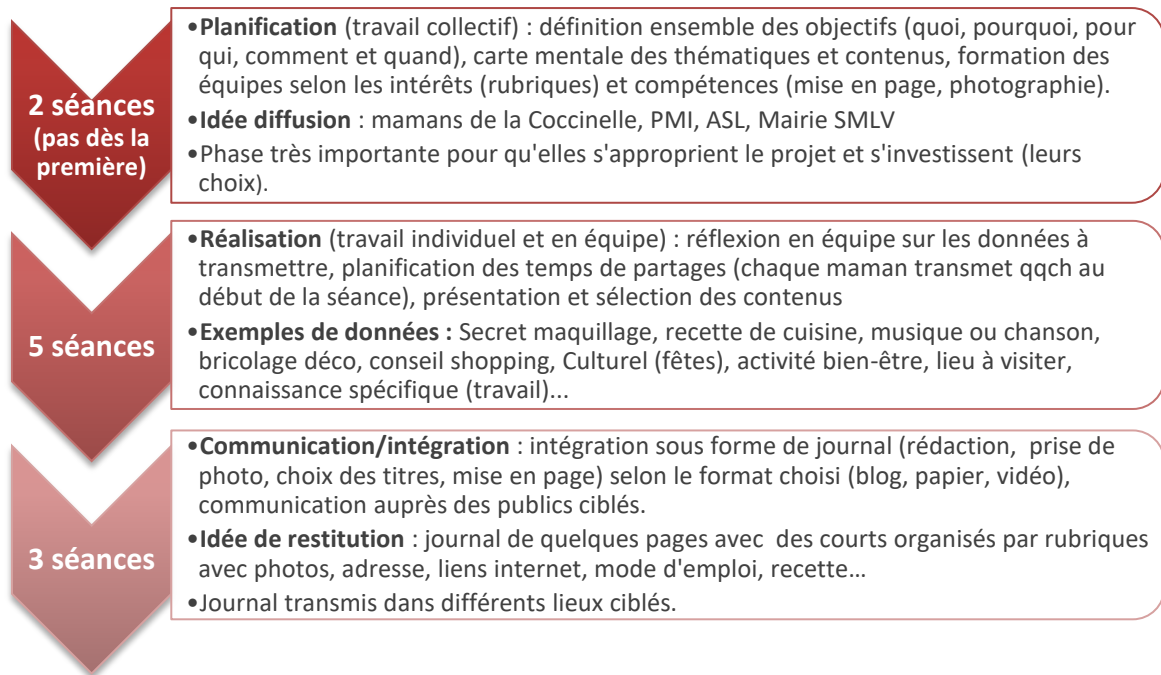 2 séances
(pas dès la
première)
•Planification (travail collectif) : définition ensemble des objectifs (quoi, pourquoi, pour
qui, comment et quand), carte mentale des thématiques et contenus, formation des
équipes selon les intérêts (rubriques) et compétences (mise en page, photographie).
•Idée diffusion : mamans de la Coccinelle, PMI, ASL, Mairie SMLV
•Phase très importante pour qu'elles s'approprient le projet et s'investissent (leurs
choix).
5 séances
•Réalisation (travail individuel et en équipe) : réflexion en équipe sur les données à
transmettre, planification des temps de partages (chaque maman transmet qqch au
début de la séance), présentation et sélection des contenus
•Exemples de données : Secret maquillage, recette de cuisine, musique ou chanson,
bricolage déco, conseil shopping, Culturel (fêtes), activité bien-être, lieu à visiter,
connaissance spécifique (travail)...
3 séances
•Communication/intégration : intégration sous forme de journal (rédaction, prise de
photo, choix des titres, mise en page) selon le format choisi (blog, papier, vidéo),
communication auprès des publics ciblés.
•Idée de restitution : journal de quelques pages avec des courts organisés par rubriques
avec photos, adresse, liens internet, mode d'emploi, recette…
•Journal transmis dans différents lieux ciblés.